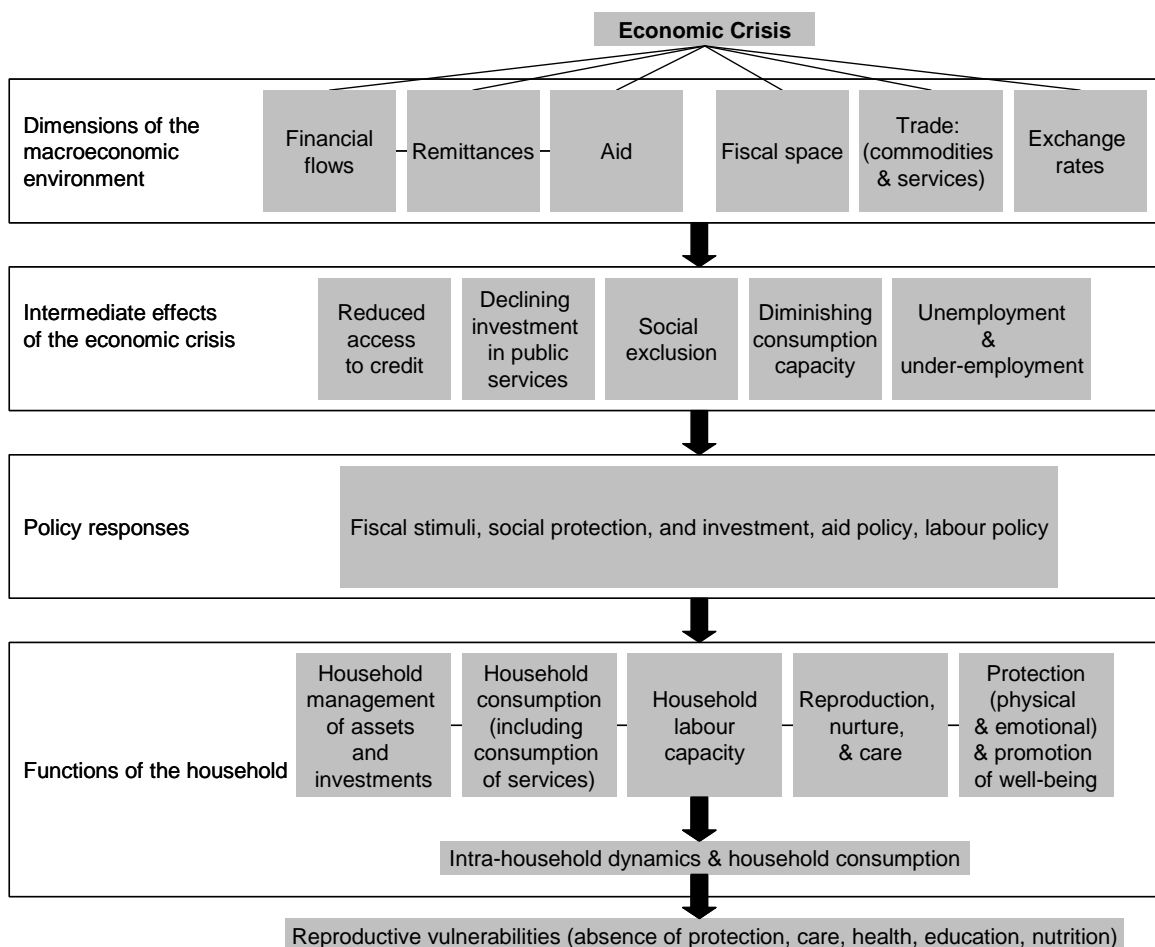 Economic Crisis
Dimensions of the
macroeconomic
environment
Financial
flows
Remittances
Aid
Fiscal space
Trade:
(commodities
& services)
Exchange
rates
Intermediate effects
of the economic crisis
Reduced
access
to credit
Declining
investment
in public
services
Social
exclusion
Diminishing
consumption
capacity
Unemployment
&
under-employment
Policy responses
Fiscal stimuli, social protection, and investment, aid policy, labour policy
Functions of the household
Household
management
of assets
and
investments
Household
consumption
(including
consumption
of services)
Household
labour
capacity
Reproduction,
nurture,
& care
Protection
(physical
& emotional)
& promotion
of well-being
Intra-household dynamics & household consumption
Reproductive vulnerabilities (absence of protection, care, health, education, nutrition)